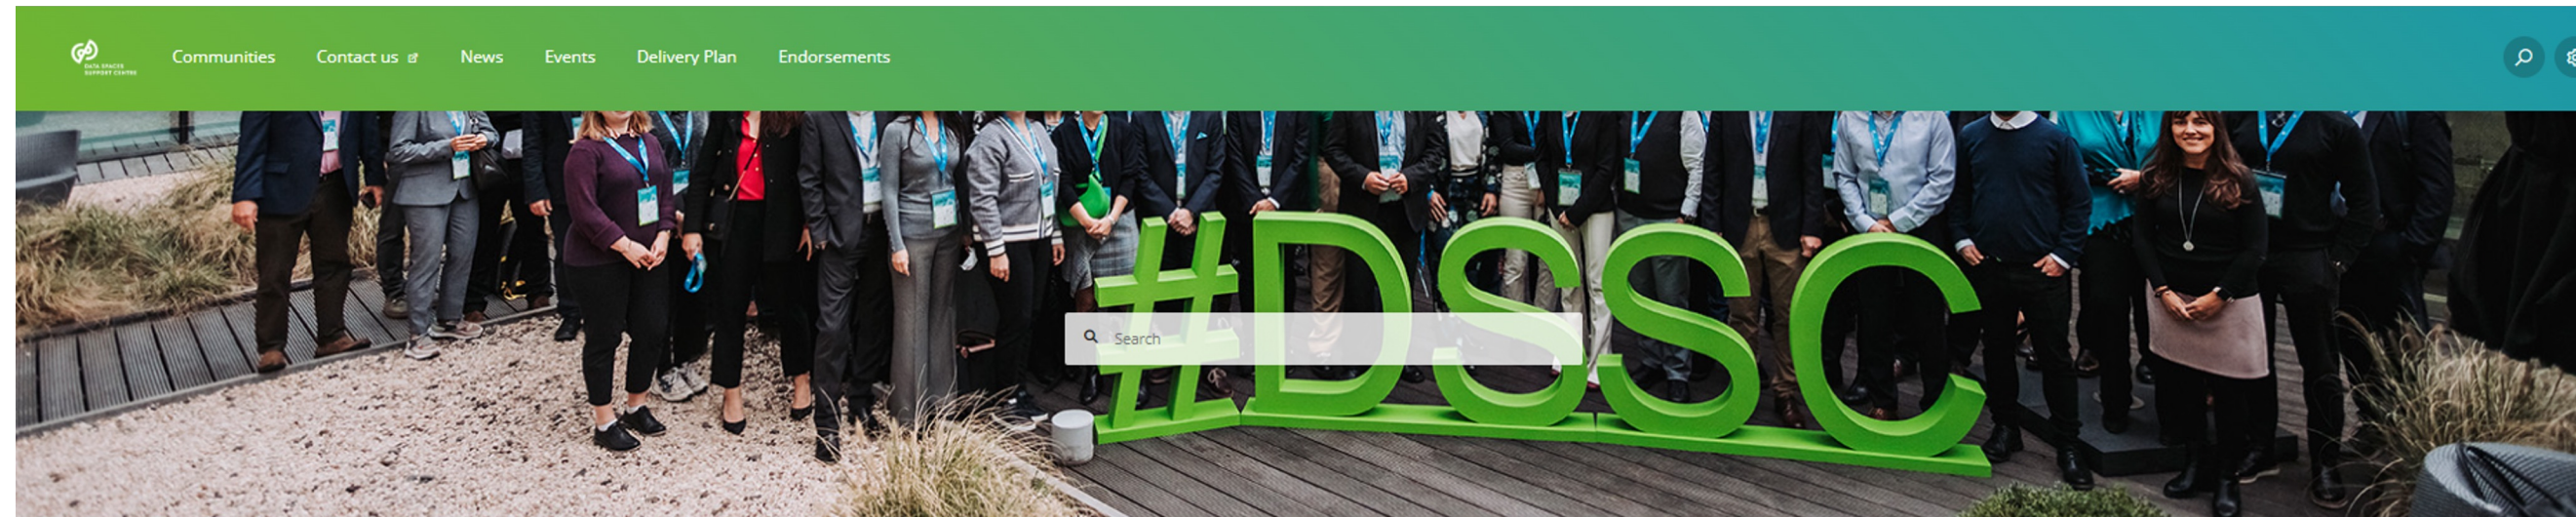 DATA SPACES
SUPPORT CENTRE
Communities
Contact us
News
Events
Delivery Plan
Endorsements
#DSSC
Search